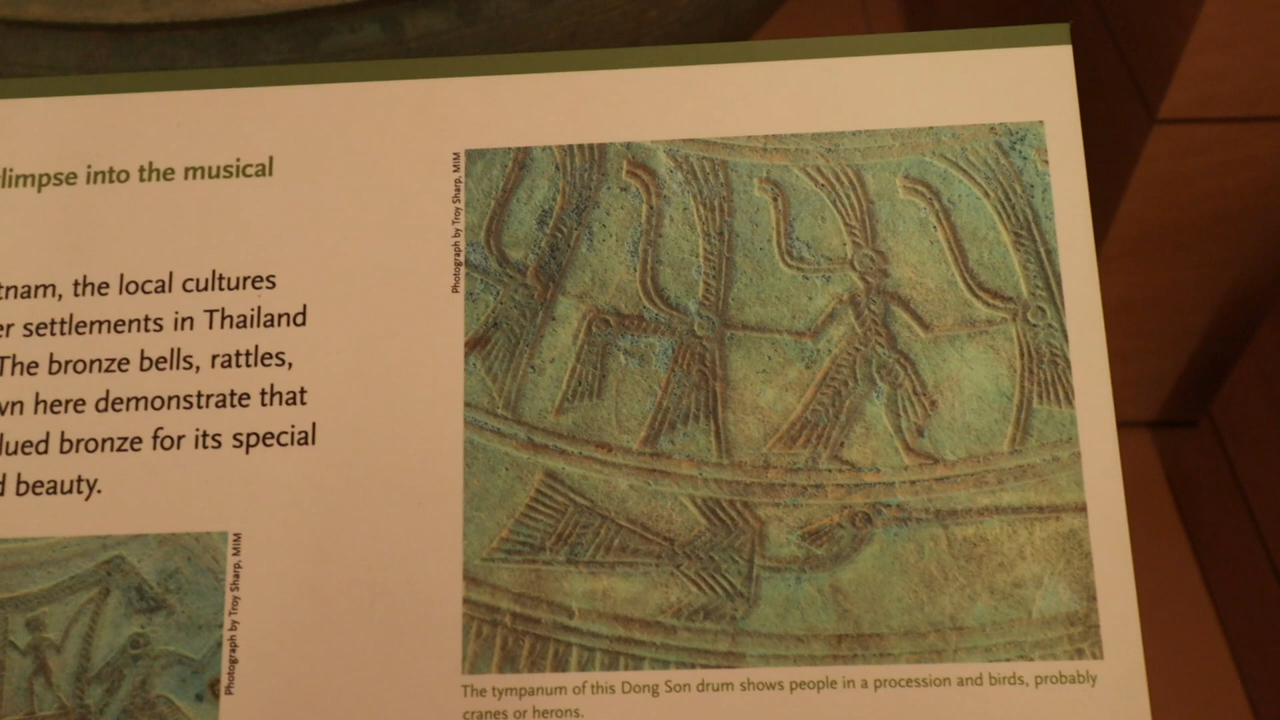 limpse into the musical
tnam, the local cultures
er settlements in Thailand
The bronze bells, rattles,
wn here demonstrate that
lued bronze for its special
d beauty.
Photograph by Troy Sharp, MIM
Photograph by Troy Sharp, MIM
The tympanum of this Dong Son drum shows people in a procession and birds, probably
cranes or herons.